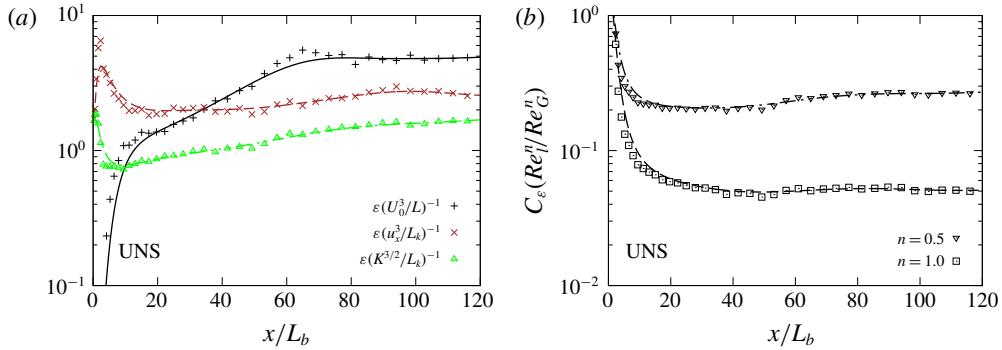 (a)
10^1
10^0
10^{-1}
UNS
ε(U_0^3/L)^{-1}
ε(u_x^3/L_k)^{-1}
ε(K^{3/2}/L_k)^{-1}
0 20 40 60 80 100 120
x/L_b
(b)
10^0
10^{-1}
10^{-2}
C_ε(Re_l^n/Re_G^n)
UNS
n = 0.5
n = 1.0
0 20 40 60 80 100 120
x/L_b